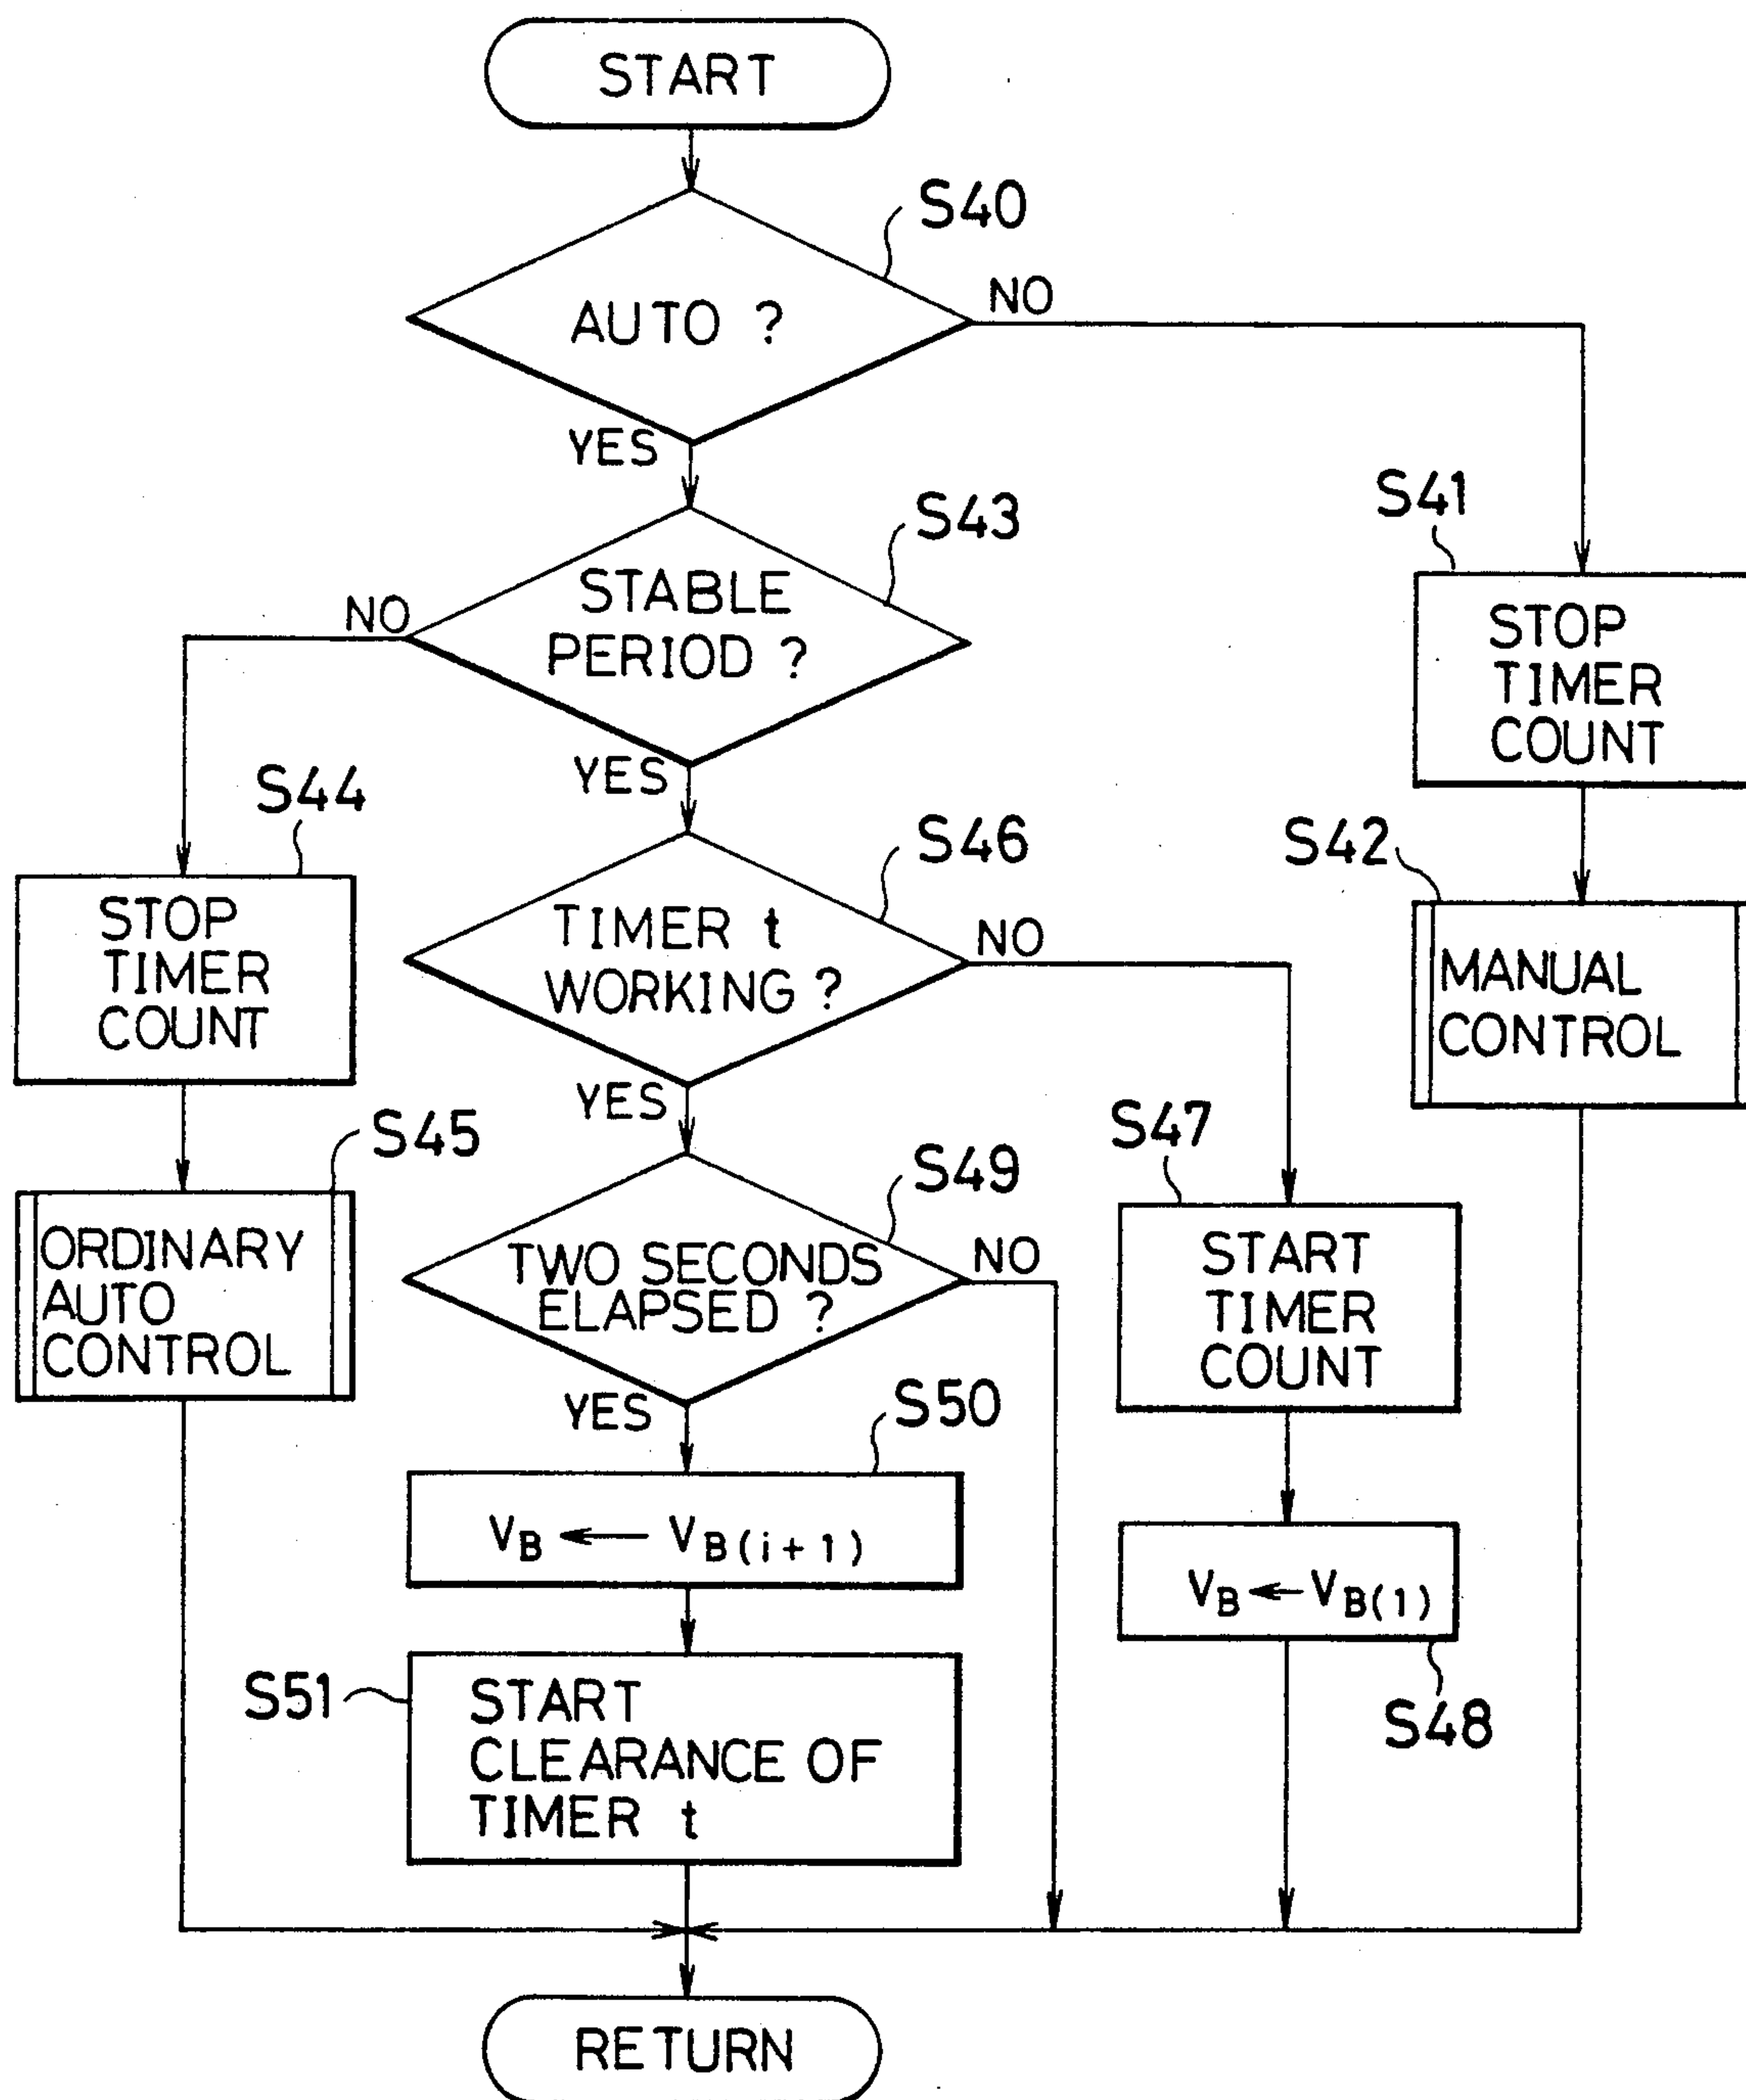 START
S40
AUTO ?
NO
YES
S43
STABLE
PERIOD ?
NO
YES
S41
STOP
TIMER
COUNT
S44
STOP
TIMER
COUNT
S46
TIMER t
WORKING ?
NO
YES
S42
MANUAL
CONTROL
S45
ORDINARY
AUTO
CONTROL
S49
TWO SECONDS
ELAPSED ?
NO
YES
S47
START
TIMER
COUNT
S50
VB ← VB(i+1)
VB ← VB(1)
S48
S51
START
CLEARANCE OF
TIMER t
RETURN